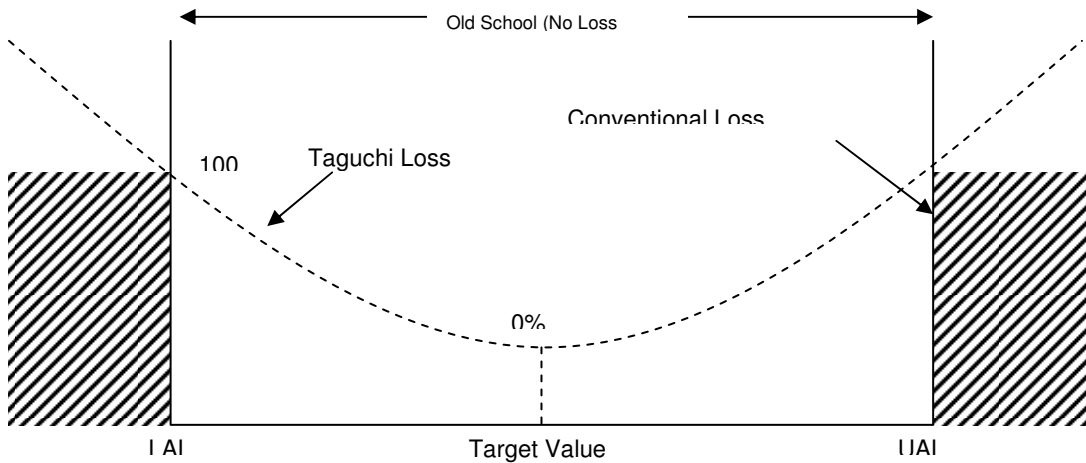 Old School (No Loss
Conventional Loss
100
Taguchi Loss
0%
Target Value